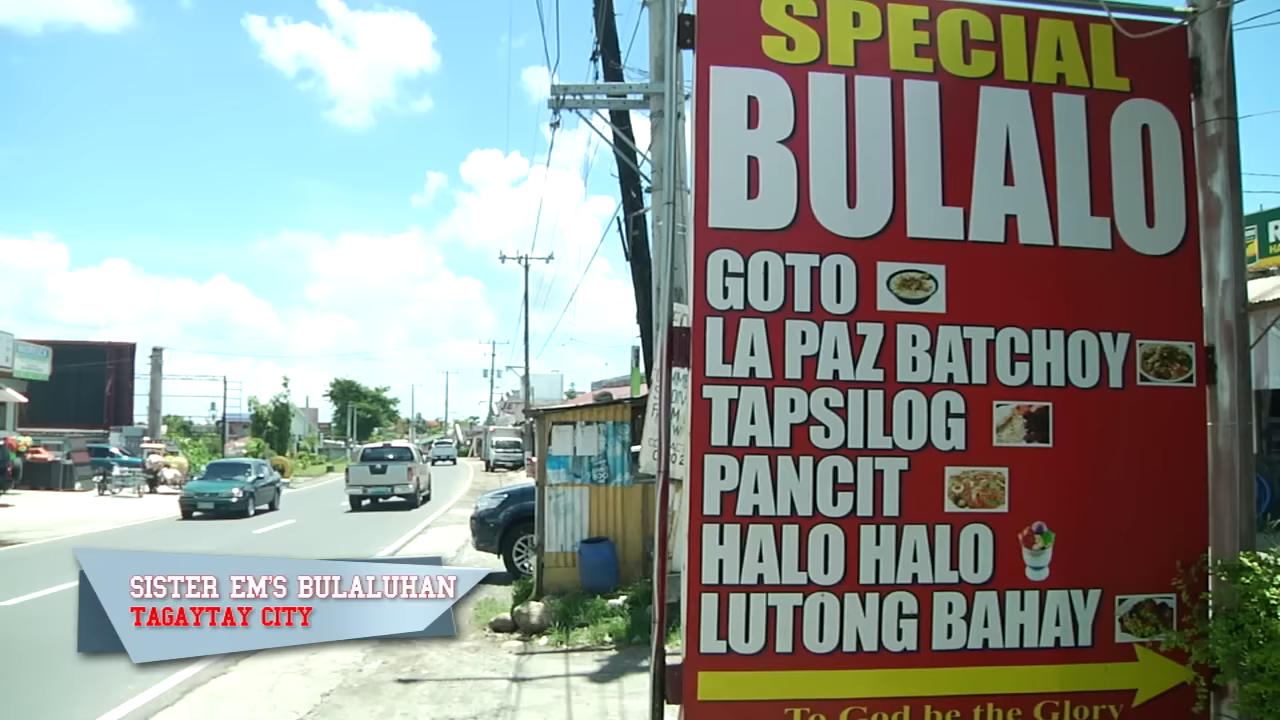 SPECIAL
BULALO
GOTO
LA PAZ BATCHOY
TAPSILOG
PANCIT
HALO HALO
LUTONG BAHAY
To God be the Glory
SISTER EM'S BULALUHAN
TAGAYTAY CITY